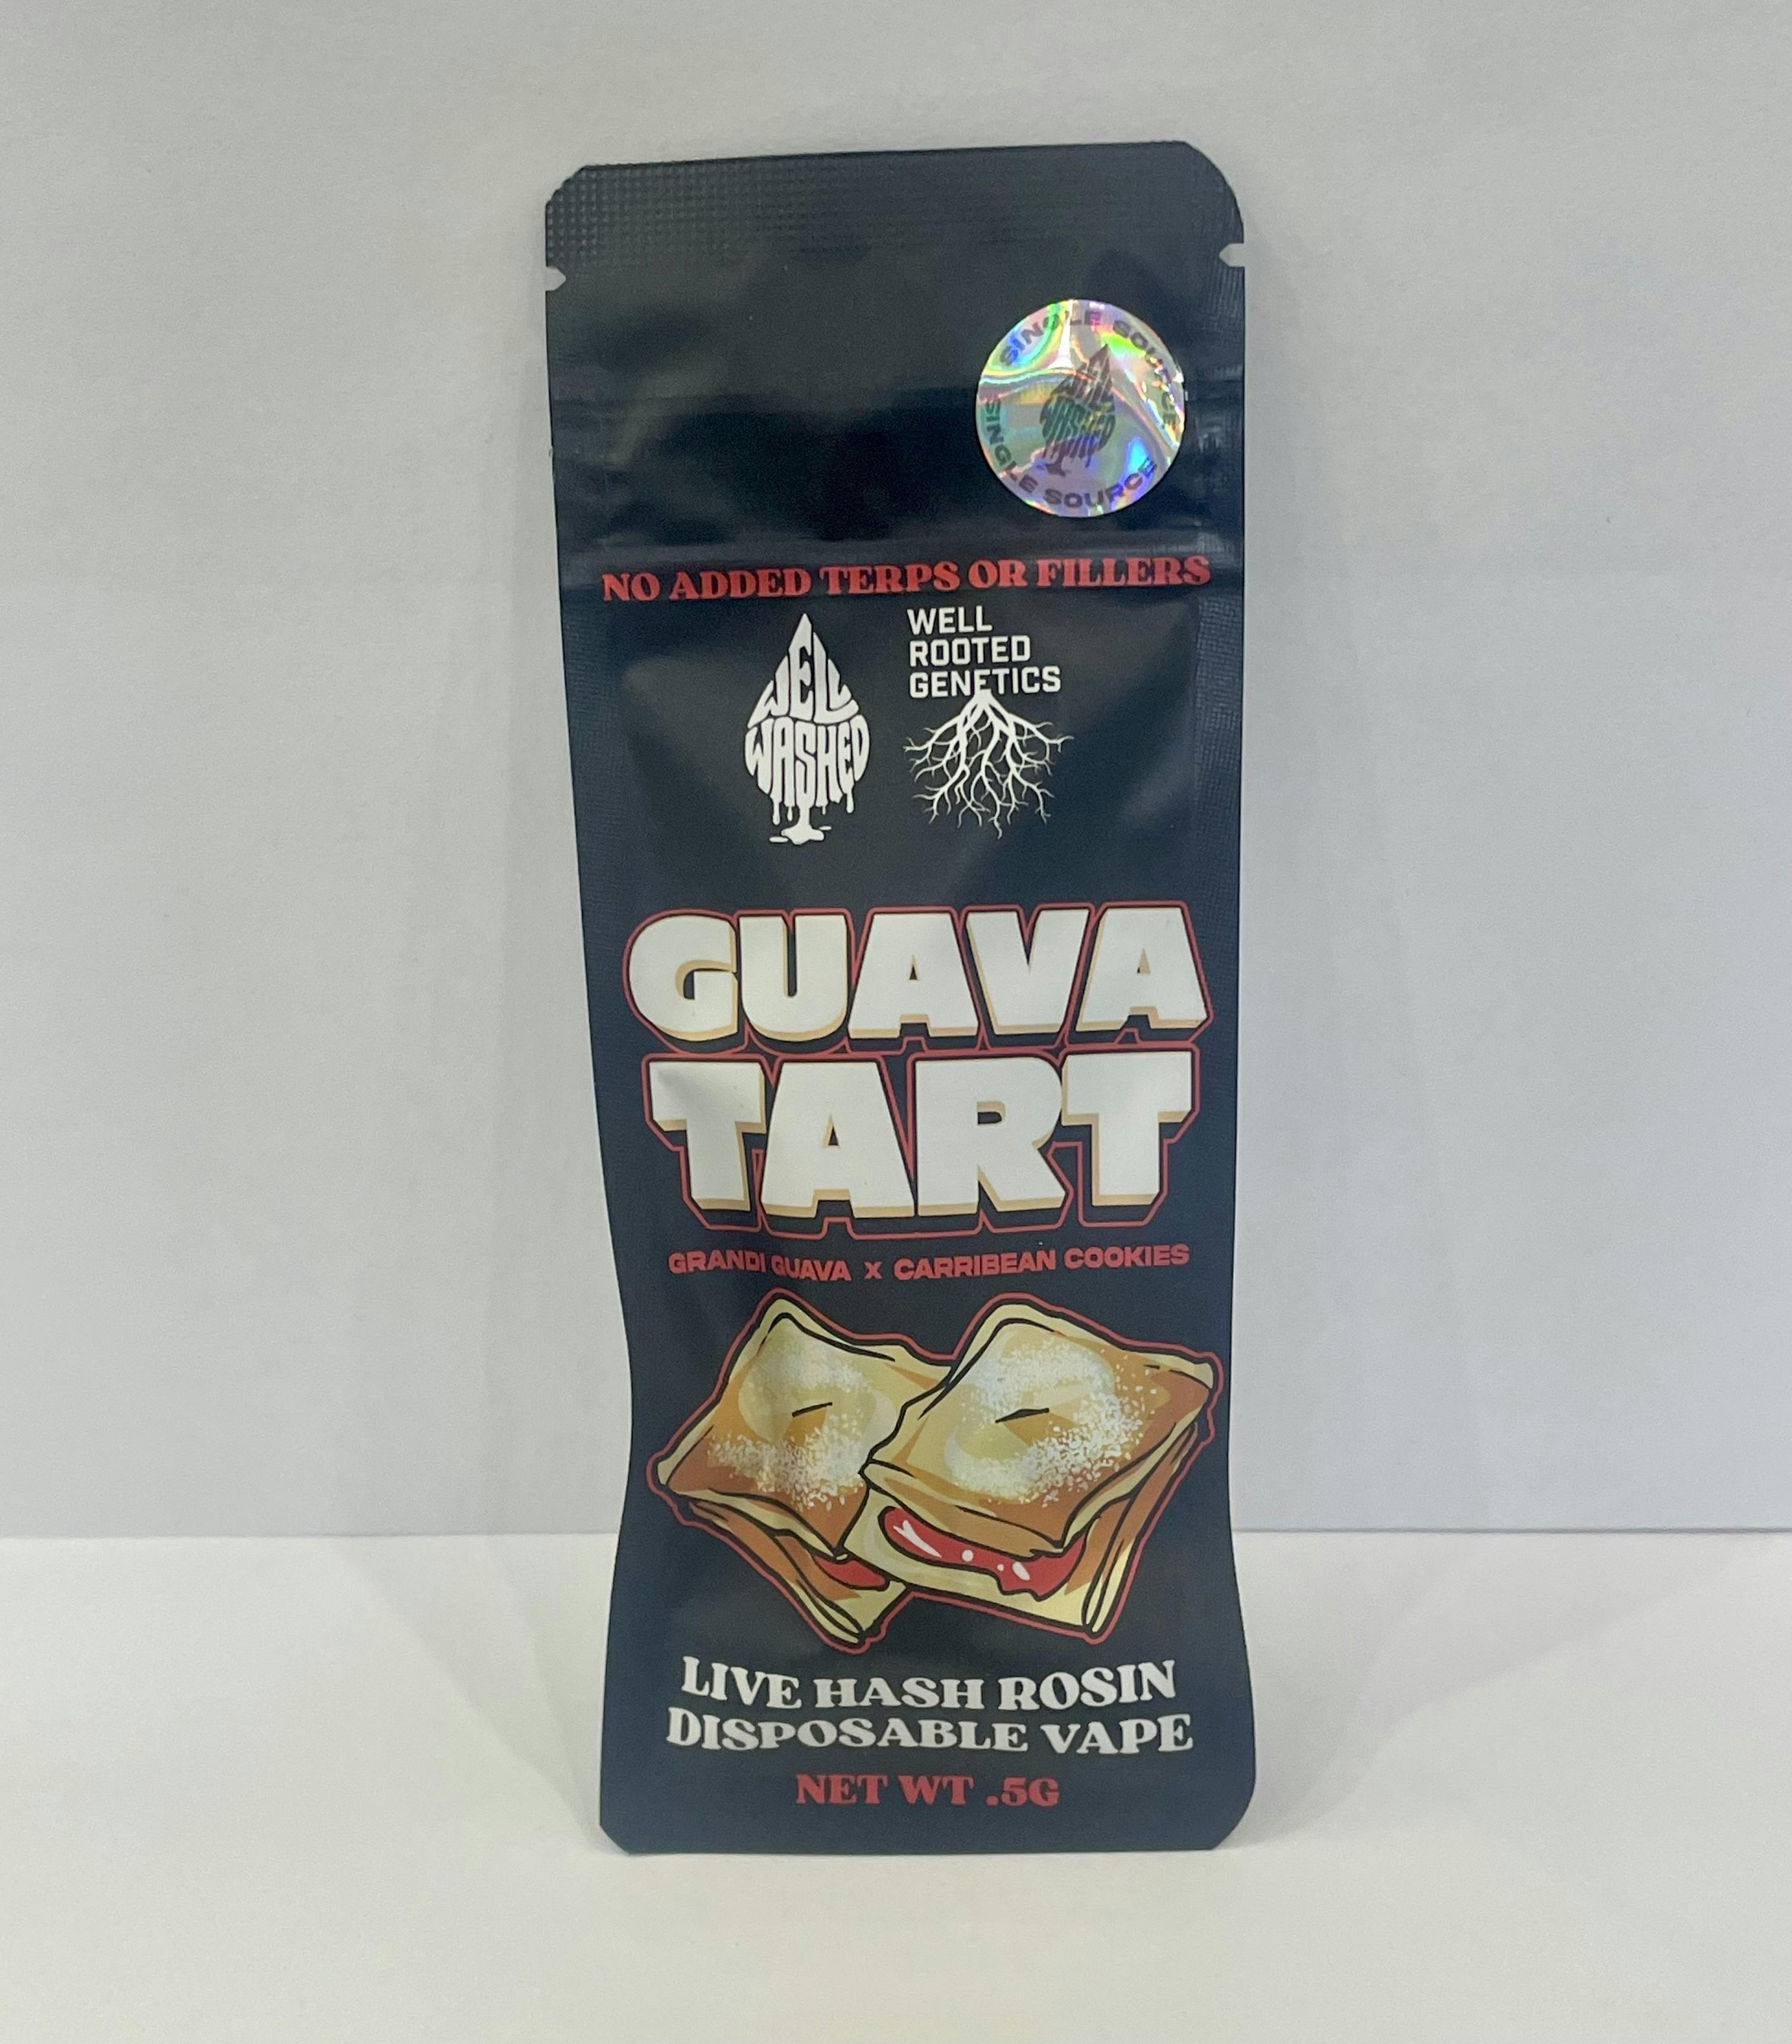 SINGLE SOURCE
WELL
WASHED
SINGLE SOURCE
NO ADDED TERPS OR FILLERS
WELL
WASHED
WELL
ROOTED
GENETICS
GUAVA
TART
GRANDI GUAVA X CARRIBEAN COOKIES
LIVE HASH ROSIN
DISPOSABLE VAPE
NET WT .5G